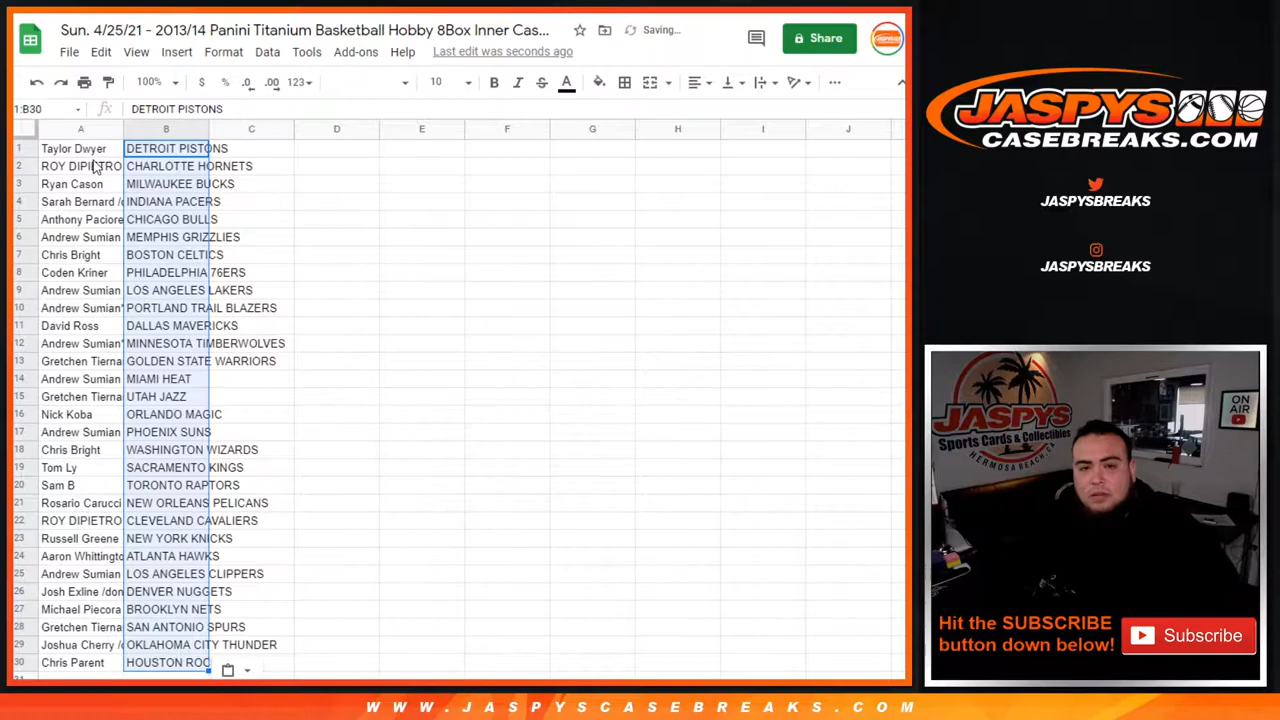 Sun. 4/25/21 - 2013/14 Panini Titanium Basketball Hobby 8Box Inner Cas...
Saving...
Share
File Edit View Insert Format Data Tools Add-ons Help Last edit was seconds ago
100% $ % .0 .00 123 10 B I S A
1:B30 fx DETROIT PISTONS
A B C D E F G H I J
1 Taylor Dwyer DETROIT PISTONS
2 ROY DIPIETRO CHARLOTTE HORNETS
3 Ryan Cason MILWAUKEE BUCKS
4 Sarah Bernard /d INDIANA PACERS
5 Anthony Paciore CHICAGO BULLS
6 Andrew Sumian MEMPHIS GRIZZLIES
7 Chris Bright BOSTON CELTICS
8 Coden Kriner PHILADELPHIA 76ERS
9 Andrew Sumian LOS ANGELES LAKERS
10 Andrew Sumian* PORTLAND TRAIL BLAZERS
11 David Ross DALLAS MAVERICKS
12 Andrew Sumian* MINNESOTA TIMBERWOLVES
13 Gretchen Tierna GOLDEN STATE WARRIORS
14 Andrew Sumian MIAMI HEAT
15 Gretchen Tierna UTAH JAZZ
16 Nick Koba ORLANDO MAGIC
17 Andrew Sumian PHOENIX SUNS
18 Chris Bright WASHINGTON WIZARDS
19 Tom Ly SACRAMENTO KINGS
20 Sam B TORONTO RAPTORS
21 Rosario Carucci NEW ORLEANS PELICANS
22 ROY DIPIETRO CLEVELAND CAVALIERS
23 Russell Greene NEW YORK KNICKS
24 Aaron Whittingto ATLANTA HAWKS
25 Andrew Sumian LOS ANGELES CLIPPERS
26 Josh Exline /don DENVER NUGGETS
27 Michael Piecora BROOKLYN NETS
28 Gretchen Tierna SAN ANTONIO SPURS
29 Joshua Cherry /d OKLAHOMA CITY THUNDER
30 Chris Parent HOUSTON ROC
JASPYS
CASEBREAKS.COM
JASPYSBREAKS
JASPYSBREAKS
JASPYS
Sports Cards & Collectibles
HERMOSA BEACH, CA
ON
AIR
Hit the SUBSCRIBE
button down below!
Subscribe
WWW.JASPYSCASEBREAKS.COM